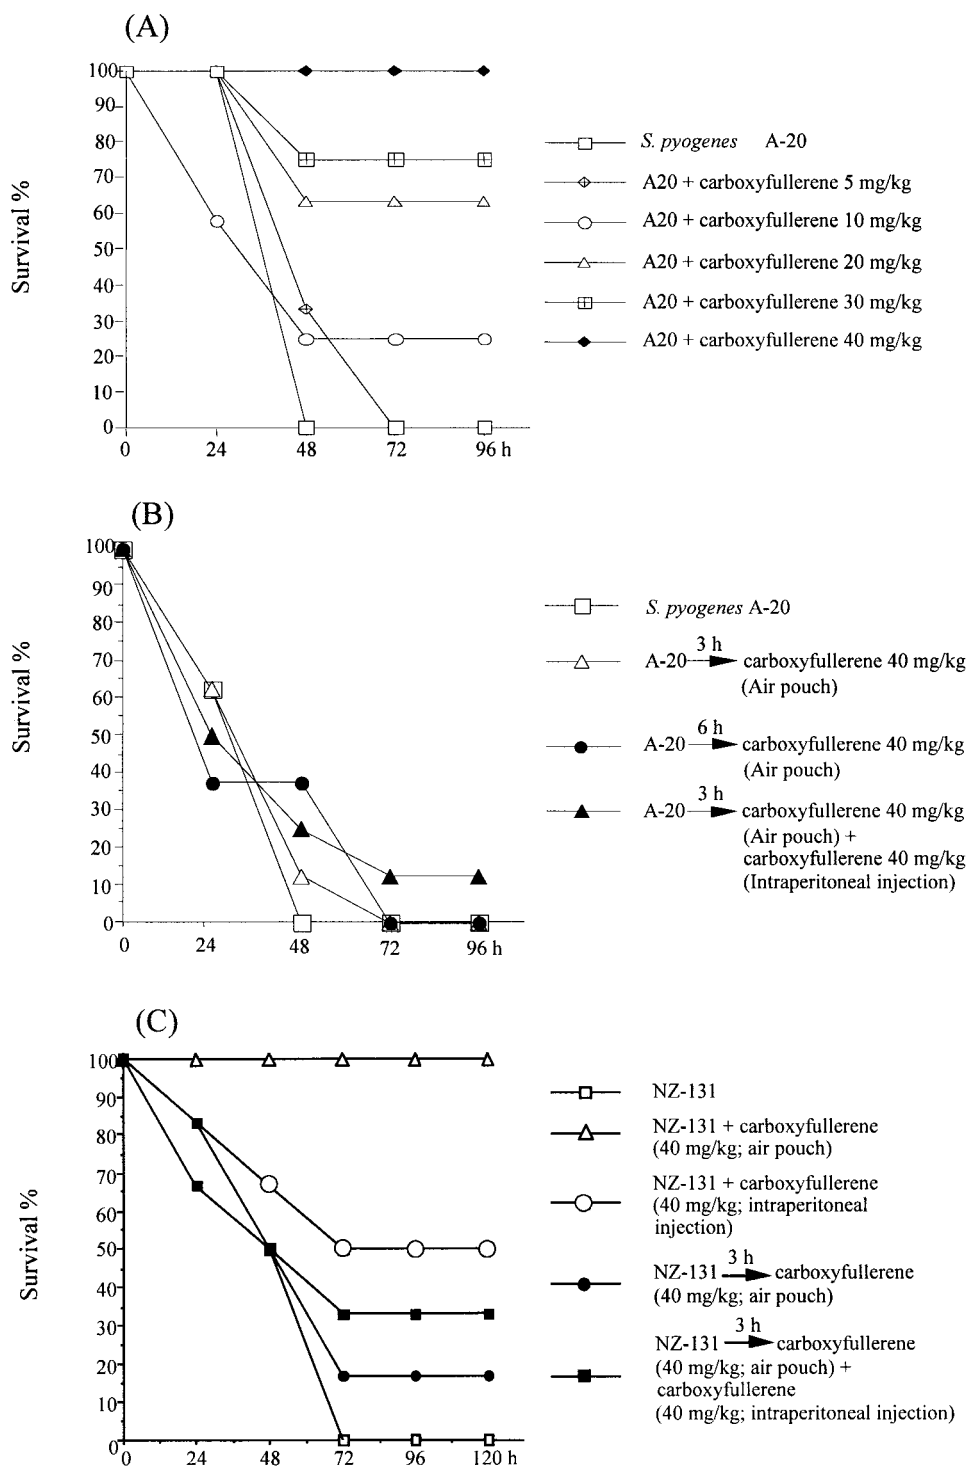 (A)
Survival %
100
90
80
70
60
50
40
30
20
10
0
0 24 48 72 96 h
S. pyogenes A-20
A20 + carboxyfullerene 5 mg/kg
A20 + carboxyfullerene 10 mg/kg
A20 + carboxyfullerene 20 mg/kg
A20 + carboxyfullerene 30 mg/kg
A20 + carboxyfullerene 40 mg/kg
(B)
Survival %
100
90
80
70
60
50
40
30
20
10
0
0 24 48 72 96 h
S. pyogenes A-20
3 h
A-20 carboxyfullerene 40 mg/kg
(Air pouch)
6 h
A-20 carboxyfullerene 40 mg/kg
(Air pouch)
3 h
A-20 carboxyfullerene 40 mg/kg
(Air pouch) +
carboxyfullerene 40 mg/kg
(Intraperitoneal injection)
(C)
Survival %
100
90
80
70
60
50
40
30
20
10
0
0 24 48 72 96 120 h
NZ-131
NZ-131 + carboxyfullerene
(40 mg/kg; air pouch)
NZ-131 + carboxyfullerene
(40 mg/kg; intraperitoneal
injection)
3 h
NZ-131 carboxyfullerene
(40 mg/kg; air pouch)
3 h
NZ-131 carboxyfullerene
(40 mg/kg; air pouch) +
carboxyfullerene
(40 mg/kg; intraperitoneal injection)